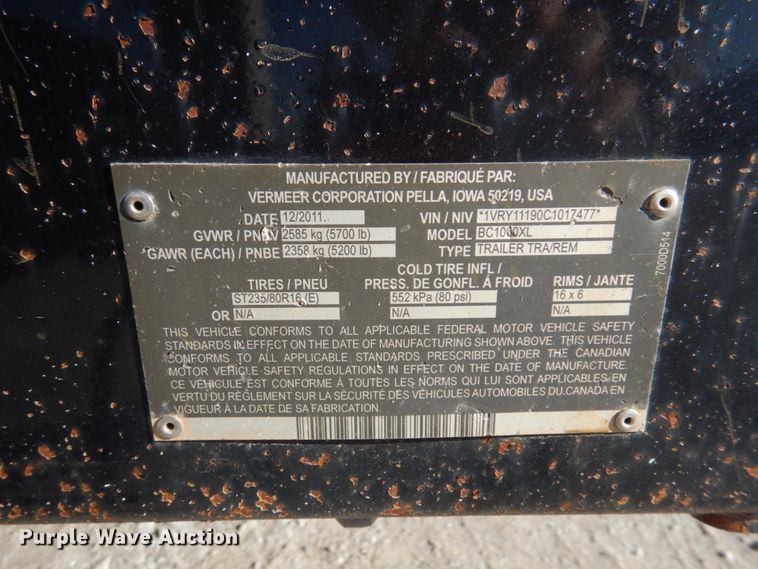 MANUFACTURED BY / FABRIQUÉ PAR:
VERMEER CORPORATION PELLA, IOWA 50219, USA
DATE 12/2011. VIN / NIV *1VRY11190C1017477*
GVWR / PNBV 2585 kg (5700 lb) MODEL BC1000XL
GAWR (EACH) / PNBE 2358 kg (5200 lb) TYPE TRAILER TRA/REM
COLD TIRE INFL /
TIRES / PNEU PRESS. DE GONFL. À FROID RIMS / JANTE
ST235/80R16 (E) 552 kPa (80 psi) 16 x 6
OR N/A N/A N/A
THIS VEHICLE CONFORMS TO ALL APPLICABLE FEDERAL MOTOR VEHICLE SAFETY
STANDARDS IN EFFECT ON THE DATE OF MANUFACTURING SHOWN ABOVE. THIS VEHICLE
CONFORMS TO ALL APPLICABLE STANDARDS PRESCRIBED UNDER THE CANADIAN
MOTOR VEHICLE SAFETY REGULATIONS IN EFFECT ON THE DATE OF MANUFACTURE.
CE VÉHICULE EST CONFORME À TOUTES LES NORMES QUI LUI SONT APPLICABLES EN
VERTU DU RÈGLEMENT SUR LA SÉCURITÉ DES VÉHICULES AUTOMOBILES DU CANADA EN
VIGUEUR À LA DATE DE SA FABRICATION.
7000D514
Purple Wave Auction